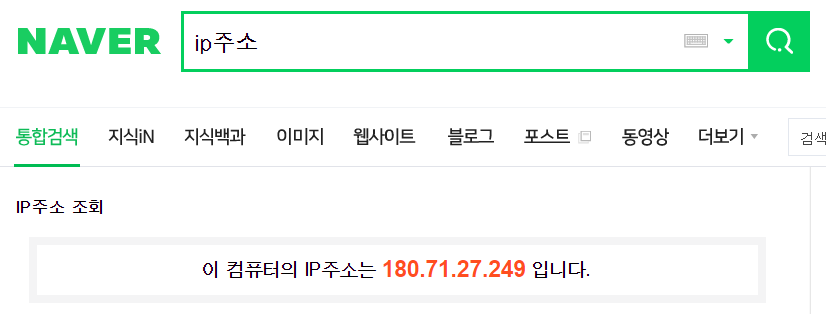 NAVER ip주소
통합검색 지식iN 지식백과 이미지 웹사이트 블로그 포스트 동영상 더보기 검색
IP주소 조회
이 컴퓨터의 IP주소는 180.71.27.249 입니다.